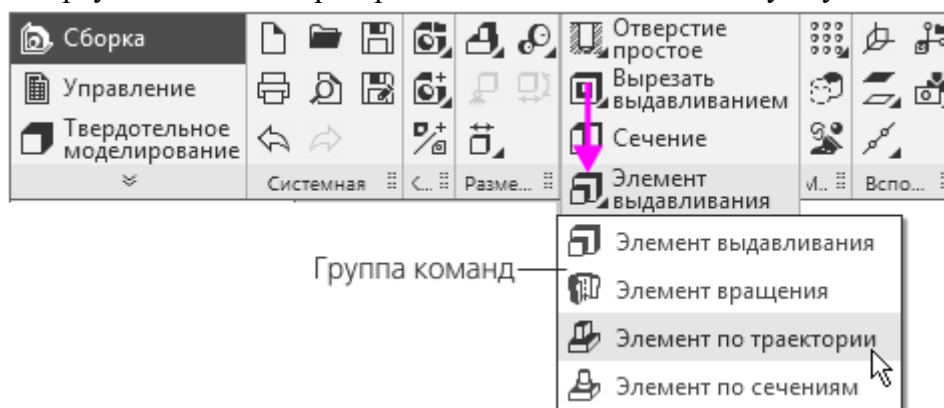 Сборка
Управление
Твердотельное
моделирование
Системная
С...
Разме...
Отверстие
простое
Вырезать
выдавливанием
Сечение
Элемент
выдавливания
И..
Вспо...
Группа команд
Элемент выдавливания
Элемент вращения
Элемент по траектории
Элемент по сечениям